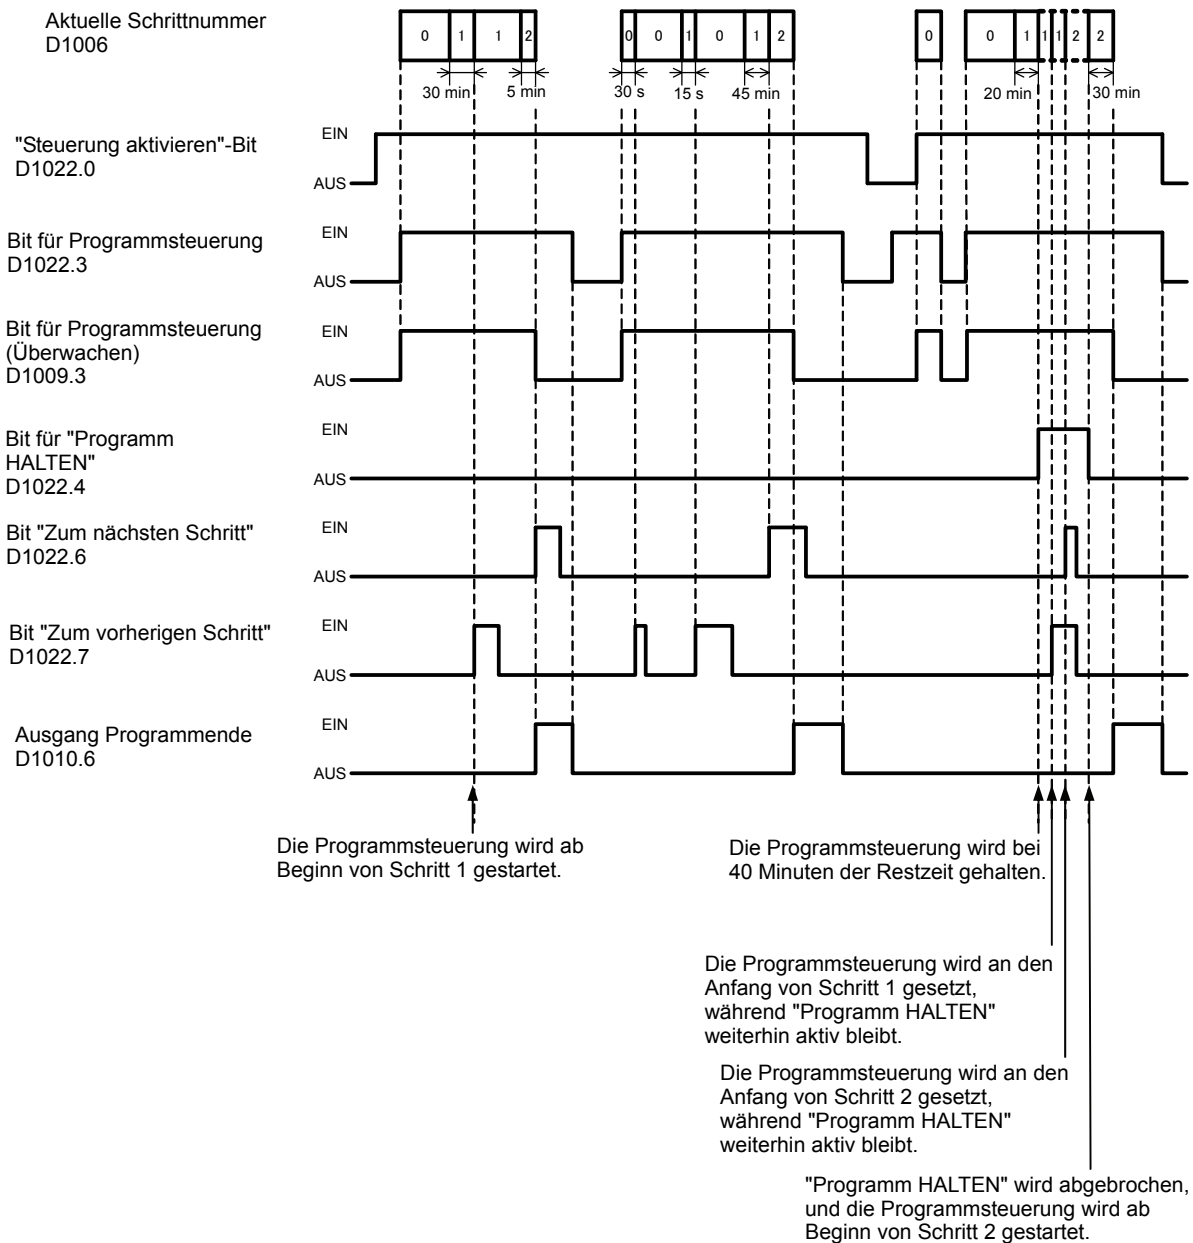 Aktuelle Schrittnummer
D1006
0 1 1 2 0 0 1 0 1 2 0 0 1 1 1 2 2
30 min 5 min 30 s 15 s 45 min 20 min 30 min
"Steuerung aktivieren"-Bit
D1022.0
EIN
AUS
Bit für Programmsteuerung
D1022.3
EIN
AUS
Bit für Programmsteuerung
(Überwachen)
D1009.3
EIN
AUS
Bit für "Programm
HALTEN"
D1022.4
EIN
AUS
Bit "Zum nächsten Schritt"
D1022.6
EIN
AUS
Bit "Zum vorherigen Schritt"
D1022.7
EIN
AUS
Ausgang Programmende
D1010.6
EIN
AUS
Die Programmsteuerung wird ab
Beginn von Schritt 1 gestartet.
Die Programmsteuerung wird bei
40 Minuten der Restzeit gehalten.
Die Programmsteuerung wird an den
Anfang von Schritt 1 gesetzt,
während "Programm HALTEN"
weiterhin aktiv bleibt.
Die Programmsteuerung wird an den
Anfang von Schritt 2 gesetzt,
während "Programm HALTEN"
weiterhin aktiv bleibt.
"Programm HALTEN" wird abgebrochen,
und die Programmsteuerung wird ab
Beginn von Schritt 2 gestartet.